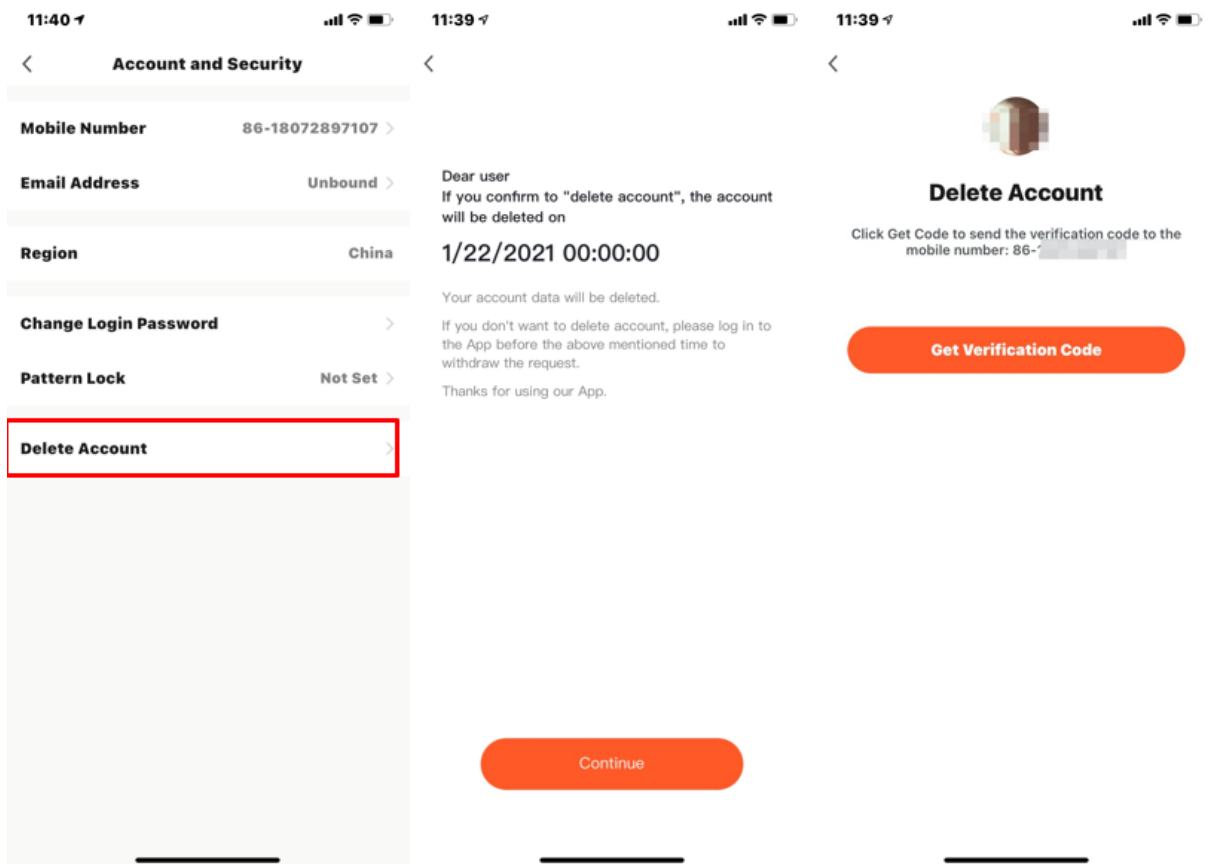 11:40
Account and Security
Mobile Number 86-18072897107
Email Address Unbound
Region China
Change Login Password
Pattern Lock Not Set
Delete Account
11:39
Dear user
If you confirm to "delete account", the account
will be deleted on
1/22/2021 00:00:00
Your account data will be deleted.
If you don't want to delete account, please log in to
the App before the above mentioned time to
withdraw the request.
Thanks for using our App.
Continue
11:39
Delete Account
Click Get Code to send the verification code to the
mobile number: 86-
Get Verification Code